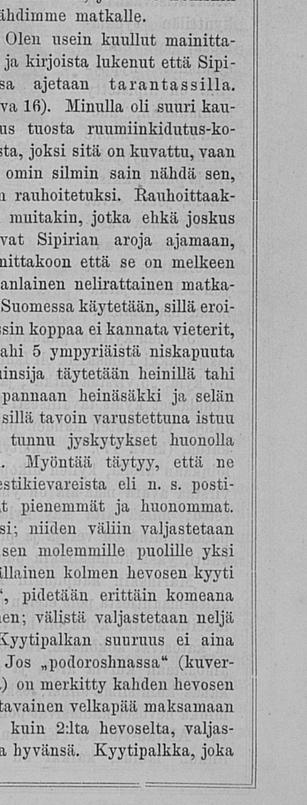 ähdimme matkalle.
Olen usein kuullut mainitta-
ja kirjoista lukenut että Sipi-
sa ajetaan tarantassilla.
va 16). Minulla oli suuri kau-
us tuosta ruumiinkidutus-ko-
sta, joksi sitä on kuvattu, vaan
omin silmin sain nähdä sen,
n rauhoitetuksi. Rauhoittaak-
muitakin, jotka ehkä joskus
vat Sipirian aroja ajamaan,
nittakoon että se on melkeen
anlainen nelirattainen matka-
Suomessa käytetään, sillä eroi-
ssin koppaa ei kannata vieterit,
ahi 5 ympyriäistä niskapuuta
uinsija täytetään heinillä tahi
pannaan heinäsäkki ja selän
sillä tavoin varustettuna istuu
tunnu jyskytykset huonolla
. Myöntää täytyy, että ne
estikievareista eli n. s. posti-
t pienemmät ja huonommat.
si; niiden väliin valjastetaan
sen molemmille puolille yksi
illainen kolmen hevosen kyyti
“, pidetään erittäin komeana
en; välistä valjastetaan neljä
Kyytipalkan suuruus ei aina
Jos „podoroshnassa“ (kuver-
.) on merkitty kahden hevosen
tavainen velkapää maksamaan
kuin 2:lta hevoselta, valjas-
a hyvänsä. Kyytipalkka, joka